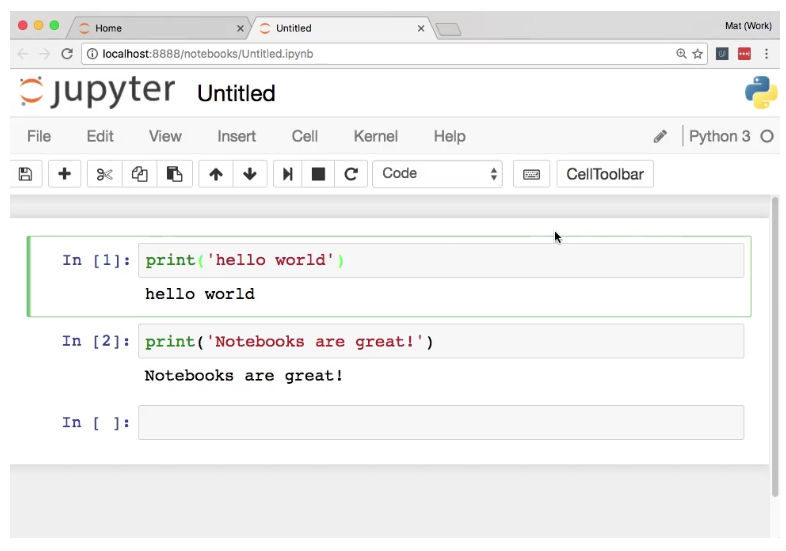 Home
Untitled
Mat (Work)
localhost:8888/notebooks/Untitled.ipynb
jupyter Untitled
File Edit View Insert Cell Kernel Help
Python 3
Code
CellToolbar
In [1]: print('hello world')
hello world
In [2]: print('Notebooks are great!')
Notebooks are great!
In [ ]: